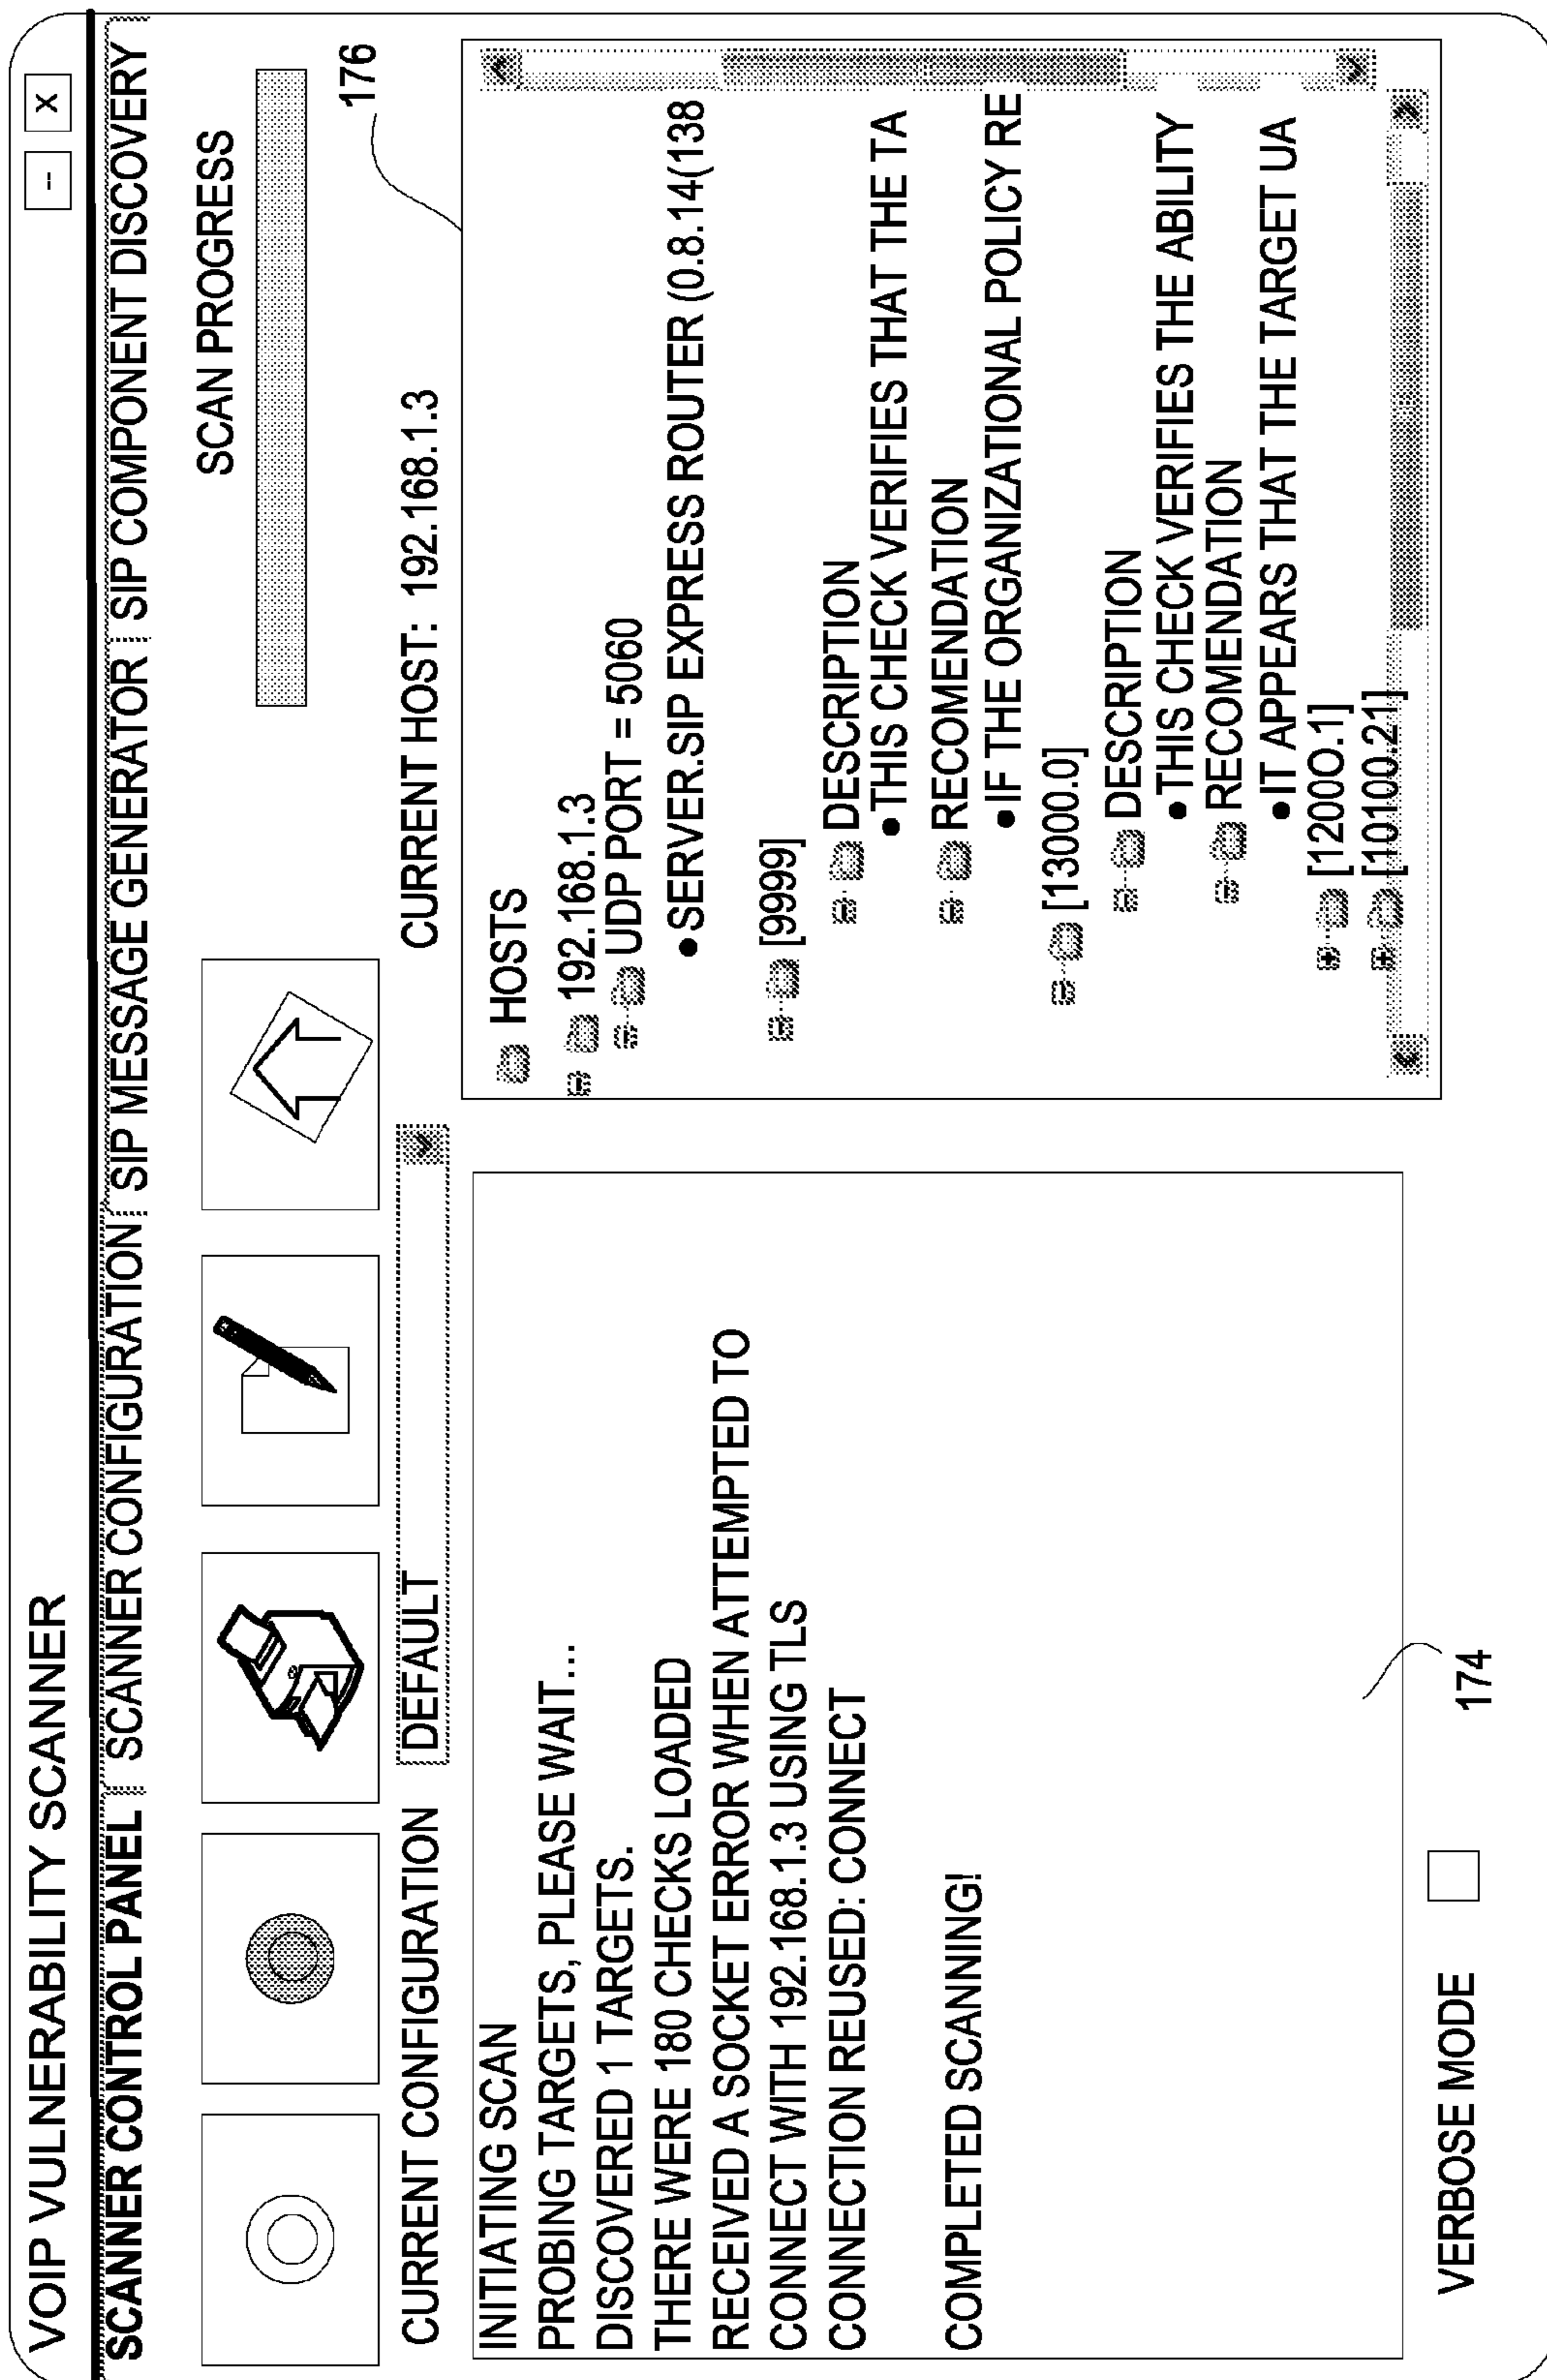 VOIP VULNERABILITY SCANNER
-- X
SCANNER CONTROL PANEL SCANNER CONFIGURATION SIP MESSAGE GENERATOR SIP COMPONENT DISCOVERY
SCAN PROGRESS
176
CURRENT CONFIGURATION DEFAULT
CURRENT HOST: 192.168.1.3
INITIATING SCAN
PROBING TARGETS, PLEASE WAIT...
DISCOVERED 1 TARGETS.
THERE WERE 180 CHECKS LOADED
RECEIVED A SOCKET ERROR WHEN ATTEMPTED TO
CONNECT WITH 192.168.1.3 USING TLS
CONNECTION REUSED: CONNECT
COMPLETED SCANNING!
HOSTS
192.168.1.3
UDP PORT = 5060
• SERVER.SIP EXPRESS ROUTER (0.8.14(138
[9999]
DESCRIPTION
• THIS CHECK VERIFIES THAT THE TA
RECOMENDATION
• IF THE ORGANIZATIONAL POLICY RE
[13000.0]
DESCRIPTION
• THIS CHECK VERIFIES THE ABILITY
RECOMENDATION
• IT APPEARS THAT THE TARGET UA
[1200O.1]
[10100.21]
VERBOSE MODE
174